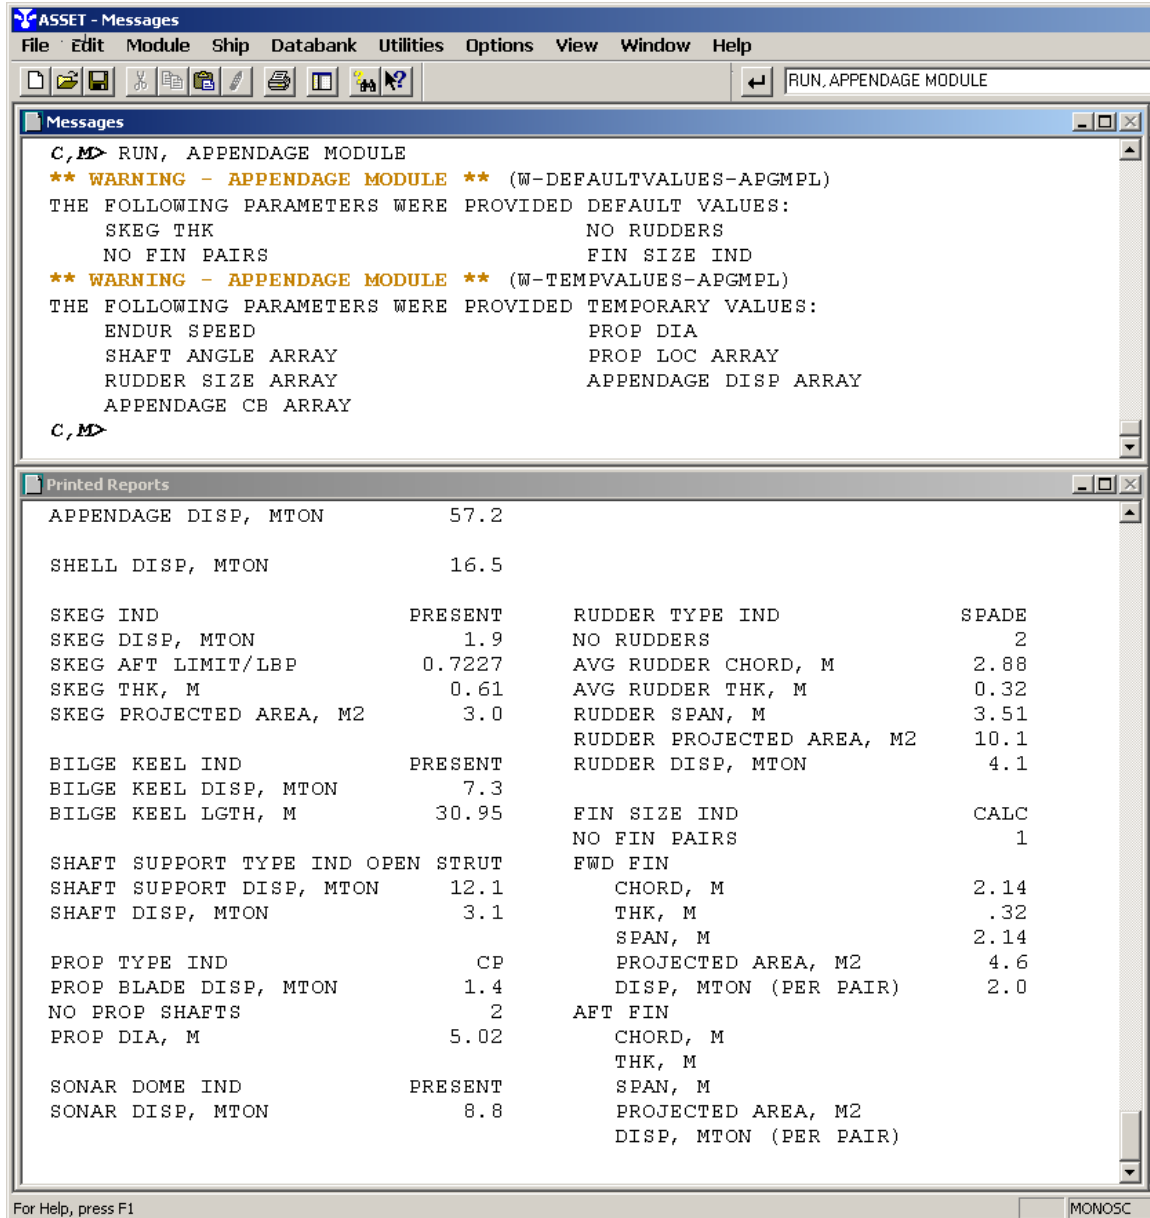 ASSET - Messages
File Edit Module Ship Databank Utilities Options View Window Help
RUN, APPENDAGE MODULE
Messages
C,M> RUN, APPENDAGE MODULE
** WARNING - APPENDAGE MODULE ** (W-DEFAULTVALUES-APGMPL)
THE FOLLOWING PARAMETERS WERE PROVIDED DEFAULT VALUES:
SKEG THK NO RUDDERS
NO FIN PAIRS FIN SIZE IND
** WARNING - APPENDAGE MODULE ** (W-TEMPVALUES-APGMPL)
THE FOLLOWING PARAMETERS WERE PROVIDED TEMPORARY VALUES:
ENDUR SPEED PROP DIA
SHAFT ANGLE ARRAY PROP LOC ARRAY
RUDDER SIZE ARRAY APPENDAGE DISP ARRAY
APPENDAGE CB ARRAY
C,M>
Printed Reports
APPENDAGE DISP, MTON 57.2
SHELL DISP, MTON 16.5
SKEG IND PRESENT RUDDER TYPE IND SPADE
SKEG DISP, MTON 1.9 NO RUDDERS 2
SKEG AFT LIMIT/LBP 0.7227 AVG RUDDER CHORD, M 2.88
SKEG THK, M 0.61 AVG RUDDER THK, M 0.32
SKEG PROJECTED AREA, M2 3.0 RUDDER SPAN, M 3.51
RUDDER PROJECTED AREA, M2 10.1
BILGE KEEL IND PRESENT RUDDER DISP, MTON 4.1
BILGE KEEL DISP, MTON 7.3
BILGE KEEL LGTH, M 30.95 FIN SIZE IND CALC
NO FIN PAIRS 1
SHAFT SUPPORT TYPE IND OPEN STRUT FWD FIN
SHAFT SUPPORT DISP, MTON 12.1 CHORD, M 2.14
SHAFT DISP, MTON 3.1 THK, M .32
SPAN, M 2.14
PROP TYPE IND CP PROJECTED AREA, M2 4.6
PROP BLADE DISP, MTON 1.4 DISP, MTON (PER PAIR) 2.0
NO PROP SHAFTS 2 AFT FIN
PROP DIA, M 5.02 CHORD, M
THK, M
SONAR DOME IND PRESENT SPAN, M
SONAR DISP, MTON 8.8 PROJECTED AREA, M2
DISP, MTON (PER PAIR)
For Help, press F1 MONOSC